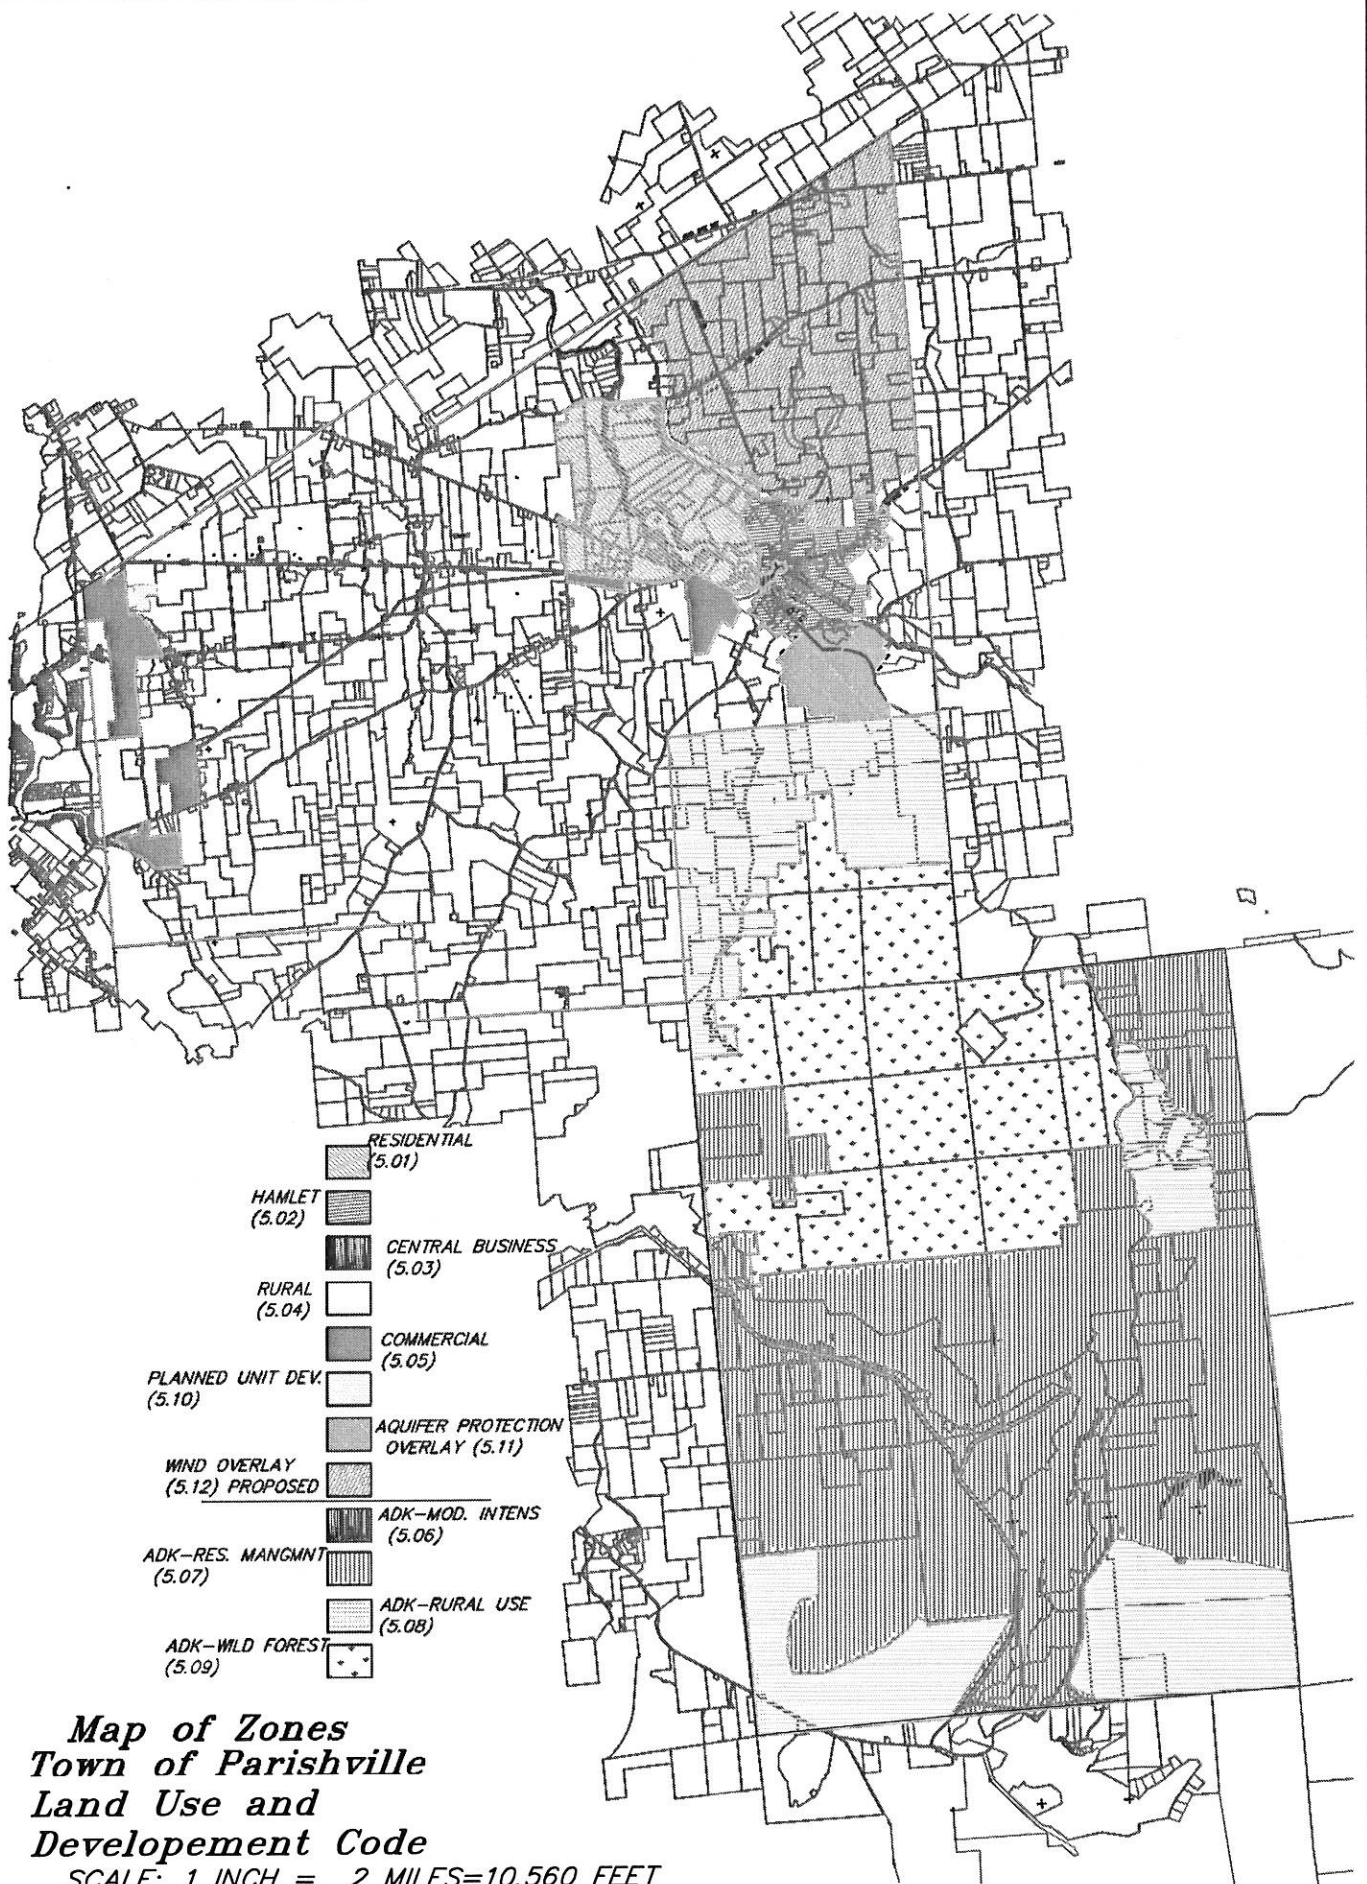 RESIDENTIAL
(5.01)
HAMLET
(5.02)
CENTRAL BUSINESS
(5.03)
RURAL
(5.04)
COMMERCIAL
(5.05)
PLANNED UNIT DEV.
(5.10)
AQUIFER PROTECTION
OVERLAY (5.11)
WIND OVERLAY
(5.12) PROPOSED
ADK-MOD. INTENS
(5.06)
ADK-RES. MANGMNT
(5.07)
ADK-RURAL USE
(5.08)
ADK-WILD FOREST
(5.09)
Map of Zones
Town of Parishville
Land Use and
Developement Code
SCALE: 1 INCH = 2 MILES=10,560 FEET